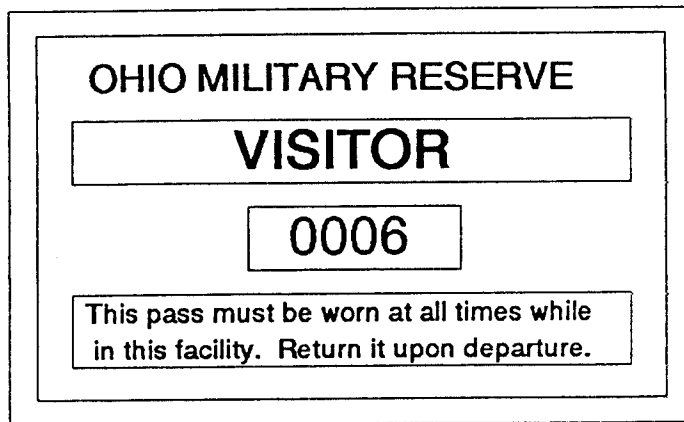 OHIO MILITARY RESERVE
VISITOR
0006
This pass must be worn at all times while
in this facility. Return it upon departure.